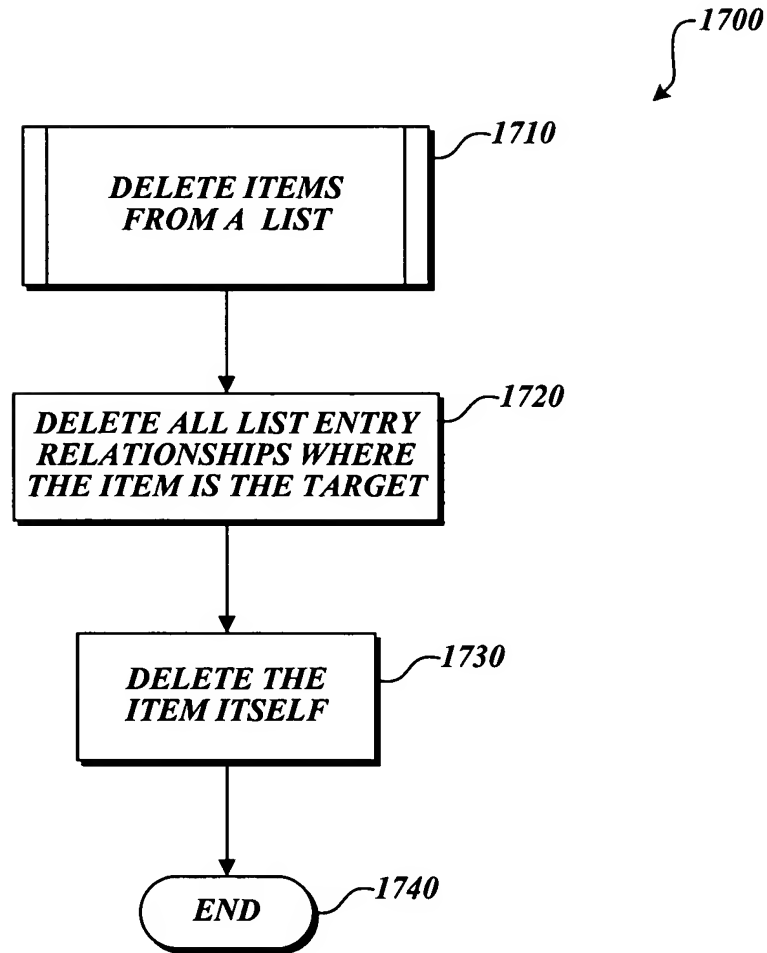 1700
1710
DELETE ITEMS
FROM A LIST
1720
DELETE ALL LIST ENTRY
RELATIONSHIPS WHERE
THE ITEM IS THE TARGET
1730
DELETE THE
ITEM ITSELF
1740
END